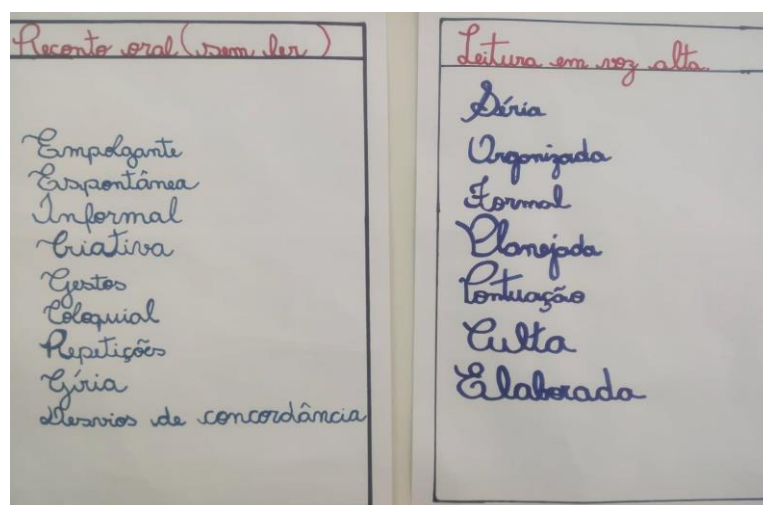 Reconto oral (sem ler)
Empolgante
Espontânea
Informal
Criativa
Gestos
Coloquial
Repetições
Gíria
Desvios de concordância
Leitura em voz alta.
Séria
Organizada
Formal
Planejada
Pontuação
Culta
Elaborada